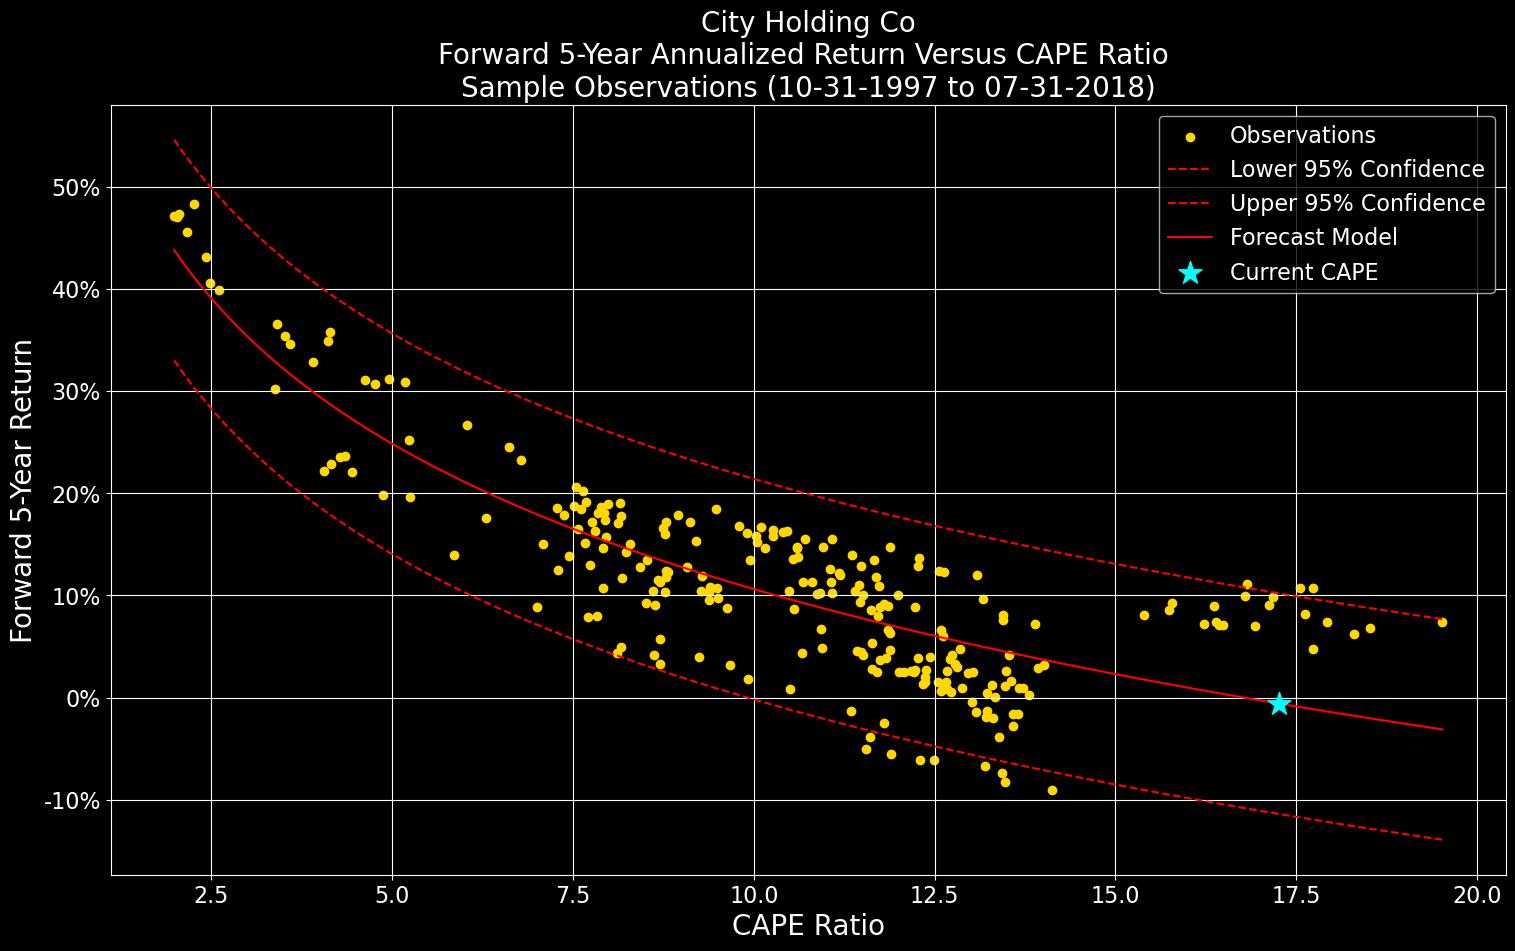 City Holding Co
Forward 5-Year Annualized Return Versus CAPE Ratio
Sample Observations (10-31-1997 to 07-31-2018)
Observations
Lower 95% Confidence
Upper 95% Confidence
Forecast Model
Current CAPE
Forward 5-Year Return
50%
40%
30%
20%
10%
0%
-10%
2.5 5.0 7.5 10.0 12.5 15.0 17.5 20.0
CAPE Ratio